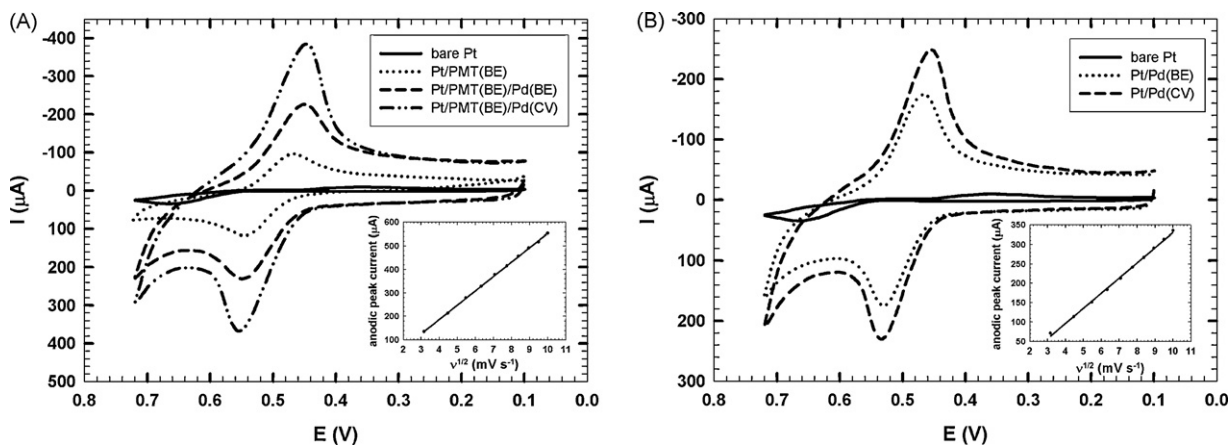 (A)
-400
-300
-200
-100
0
100
200
300
400
500
I (μA)
bare Pt
Pt/PMT(BE)
Pt/PMT(BE)/Pd(BE)
Pt/PMT(BE)/Pd(CV)
anodic peak current (μA)
600
500
400
300
200
100
2 3 4 5 6 7 8 9 10 11
ν1/2 (mV s-1)
0.8 0.7 0.6 0.5 0.4 0.3 0.2 0.1 0.0
E (V)
(B)
-300
-200
-100
0
100
200
300
I (μA)
bare Pt
Pt/Pd(BE)
Pt/Pd(CV)
anodic peak current (μA)
350
300
250
200
150
100
50
2 3 4 5 6 7 8 9 10 11
ν1/2 (mV s-1)
0.8 0.7 0.6 0.5 0.4 0.3 0.2 0.1 0.0
E (V)